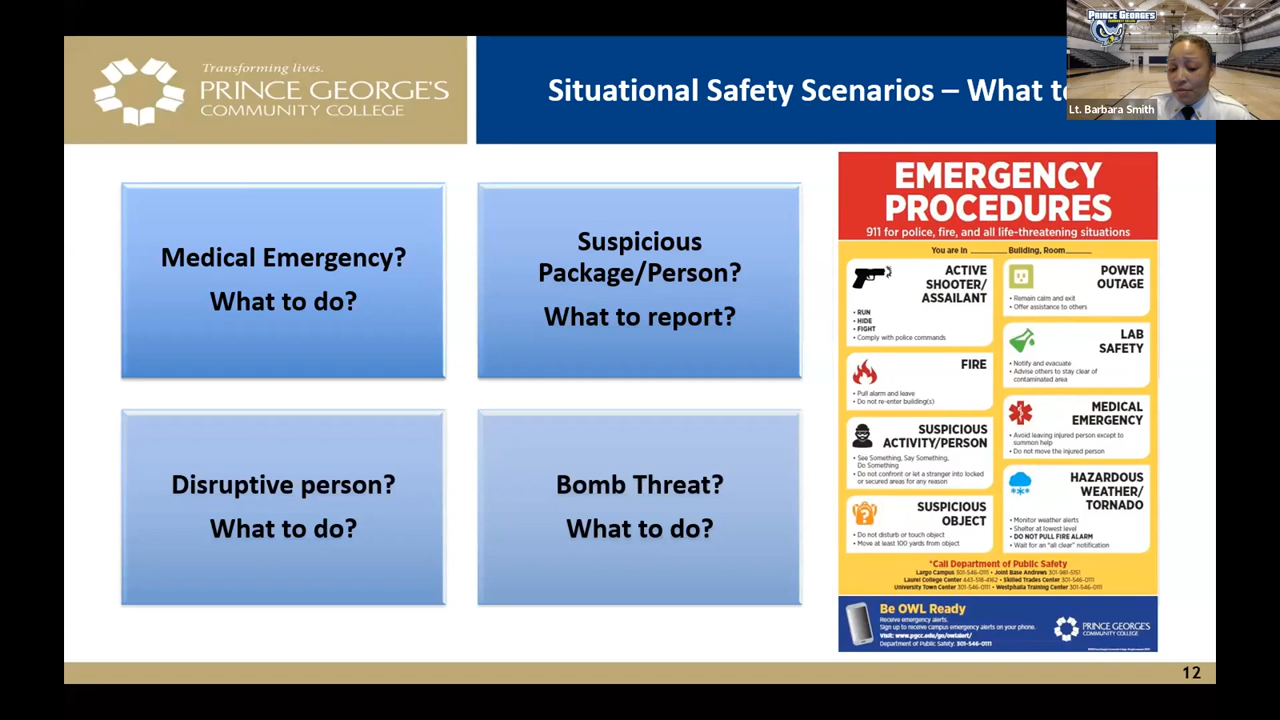 Transforming lives.
PRINCE GEORGE'S
COMMUNITY COLLEGE
Situational Safety Scenarios – What t
PRINCE GEORGE'S
Lt. Barbara Smith
Medical Emergency?
What to do?
Suspicious
Package/Person?
What to report?
Disruptive person?
What to do?
Bomb Threat?
What to do?
EMERGENCY
PROCEDURES
911 for police, fire, and all life-threatening situations
You are in ________ Building, Room______
ACTIVE
SHOOTER/
ASSAILANT
• RUN
• HIDE
• FIGHT
• Comply with police commands
FIRE
• Pull alarm and leave
• Do not re-enter building(s)
SUSPICIOUS
ACTIVITY/PERSON
• See Something, Say Something,
Do Something
• Do not confront or let a stranger into locked
or secured areas for any reason
SUSPICIOUS
OBJECT
• Do not disturb or touch object
• Move at least 100 yards from object
POWER
OUTAGE
• Remain calm and exit
• Offer assistance to others
LAB
SAFETY
• Notify and evacuate
• Advise others to stay clear of
contaminated area
MEDICAL
EMERGENCY
• Avoid leaving injured person except to
summon help
• Do not move the injured person
HAZARDOUS
WEATHER/
TORNADO
• Monitor weather alerts
• Shelter at lowest level
• DO NOT PULL FIRE ALARM
• Wait for an "all clear" notification
*Call Department of Public Safety
Largo Campus 301-546-0111 • Joint Base Andrews 301-981-5751
Laurel College Center 443-518-4162 • Skilled Trades Center 301-546-0111
University Town Center 301-546-0111 • Westphalia Training Center 301-546-0111
Be OWL Ready
Receive emergency alerts.
Sign up to receive campus emergency alerts on your phone.
Visit: www.pgcc.edu/go/owlalert/
Department of Public Safety: 301-546-0111
PRINCE GEORGE'S
COMMUNITY COLLEGE
12